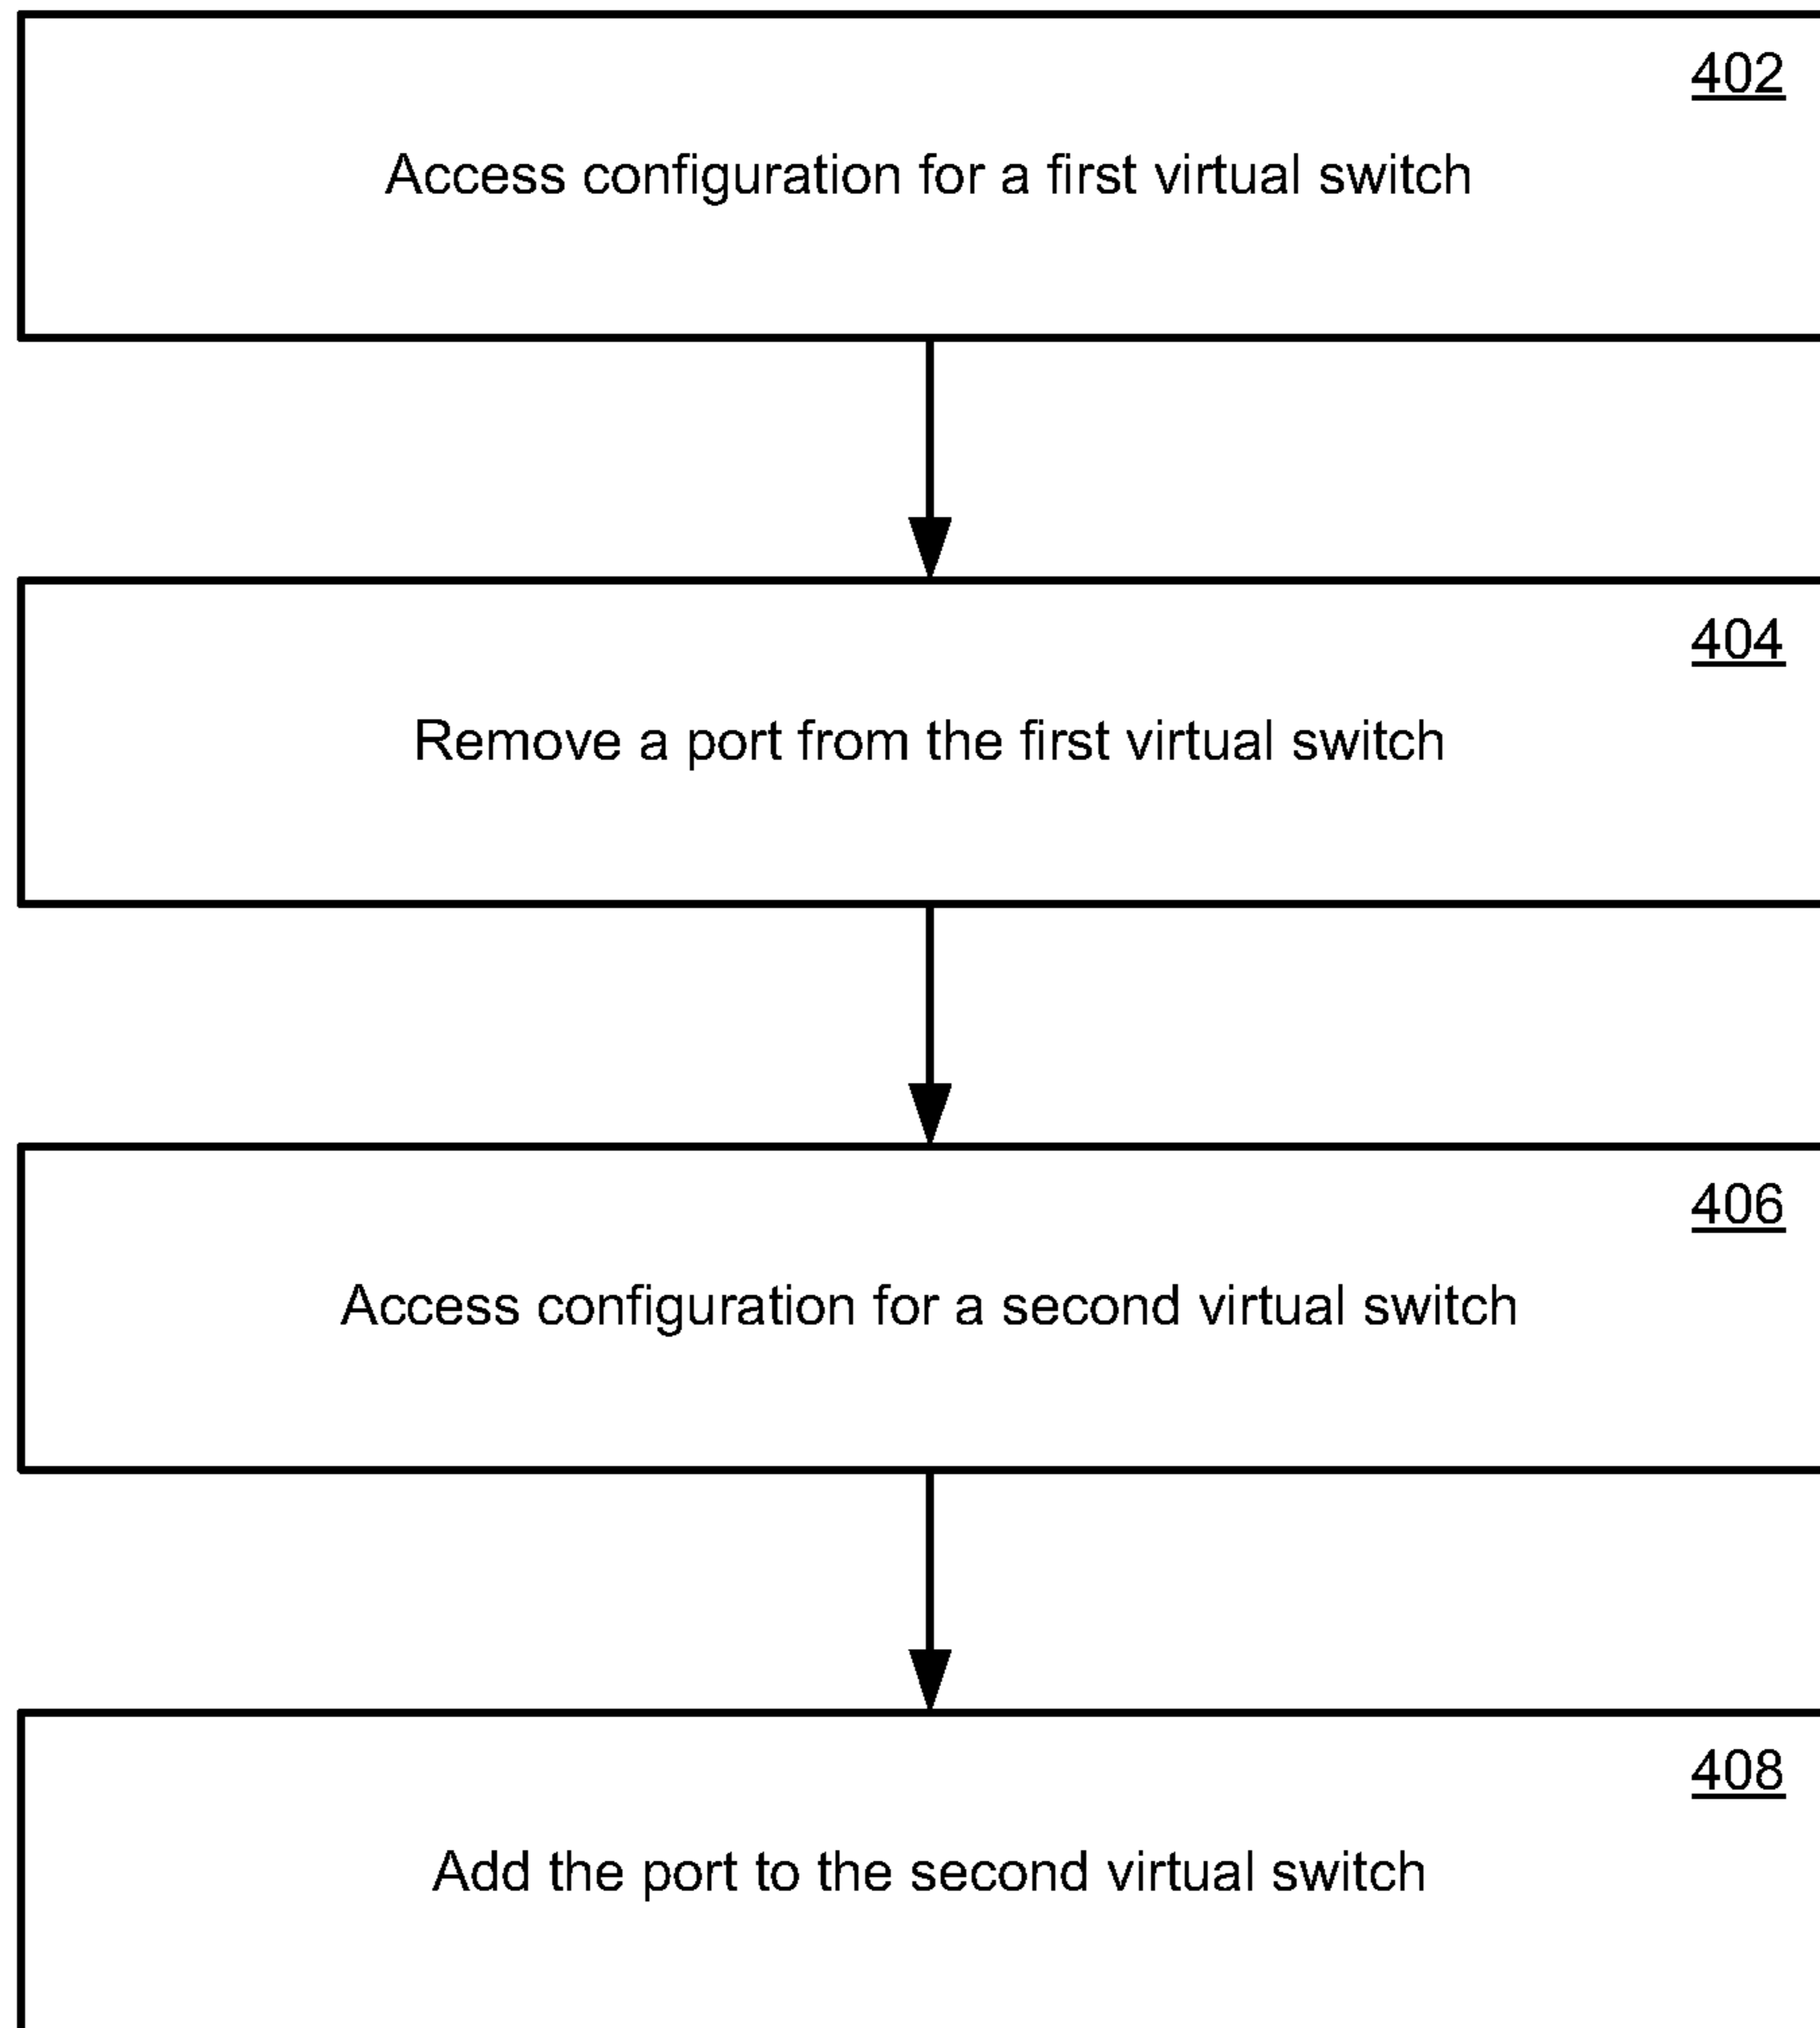 402
Access configuration for a first virtual switch
404
Remove a port from the first virtual switch
406
Access configuration for a second virtual switch
408
Add the port to the second virtual switch